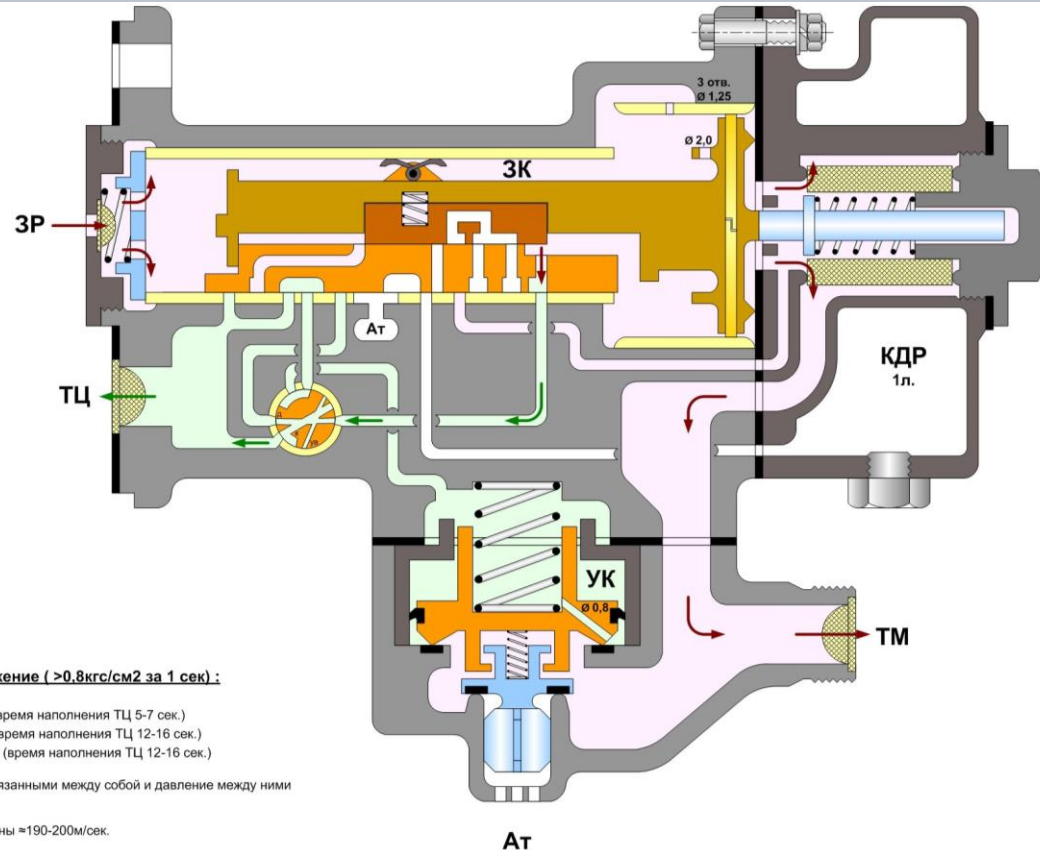 3 отв.
Ø 1,25
Ø 2,0
ЗК
ЗР
Ат
КДР
1л.
ТЦ
Д
К
УВ
УК
Ø 0,8
ТМ
жение ( >0,8кгс/см2 за 1 сек) :
время наполнения ТЦ 5-7 сек.)
время наполнения ТЦ 12-16 сек.)
(время наполнения ТЦ 12-16 сек.)
язанными между собой и давление между ними
ны ≈190-200м/сек.
Ат